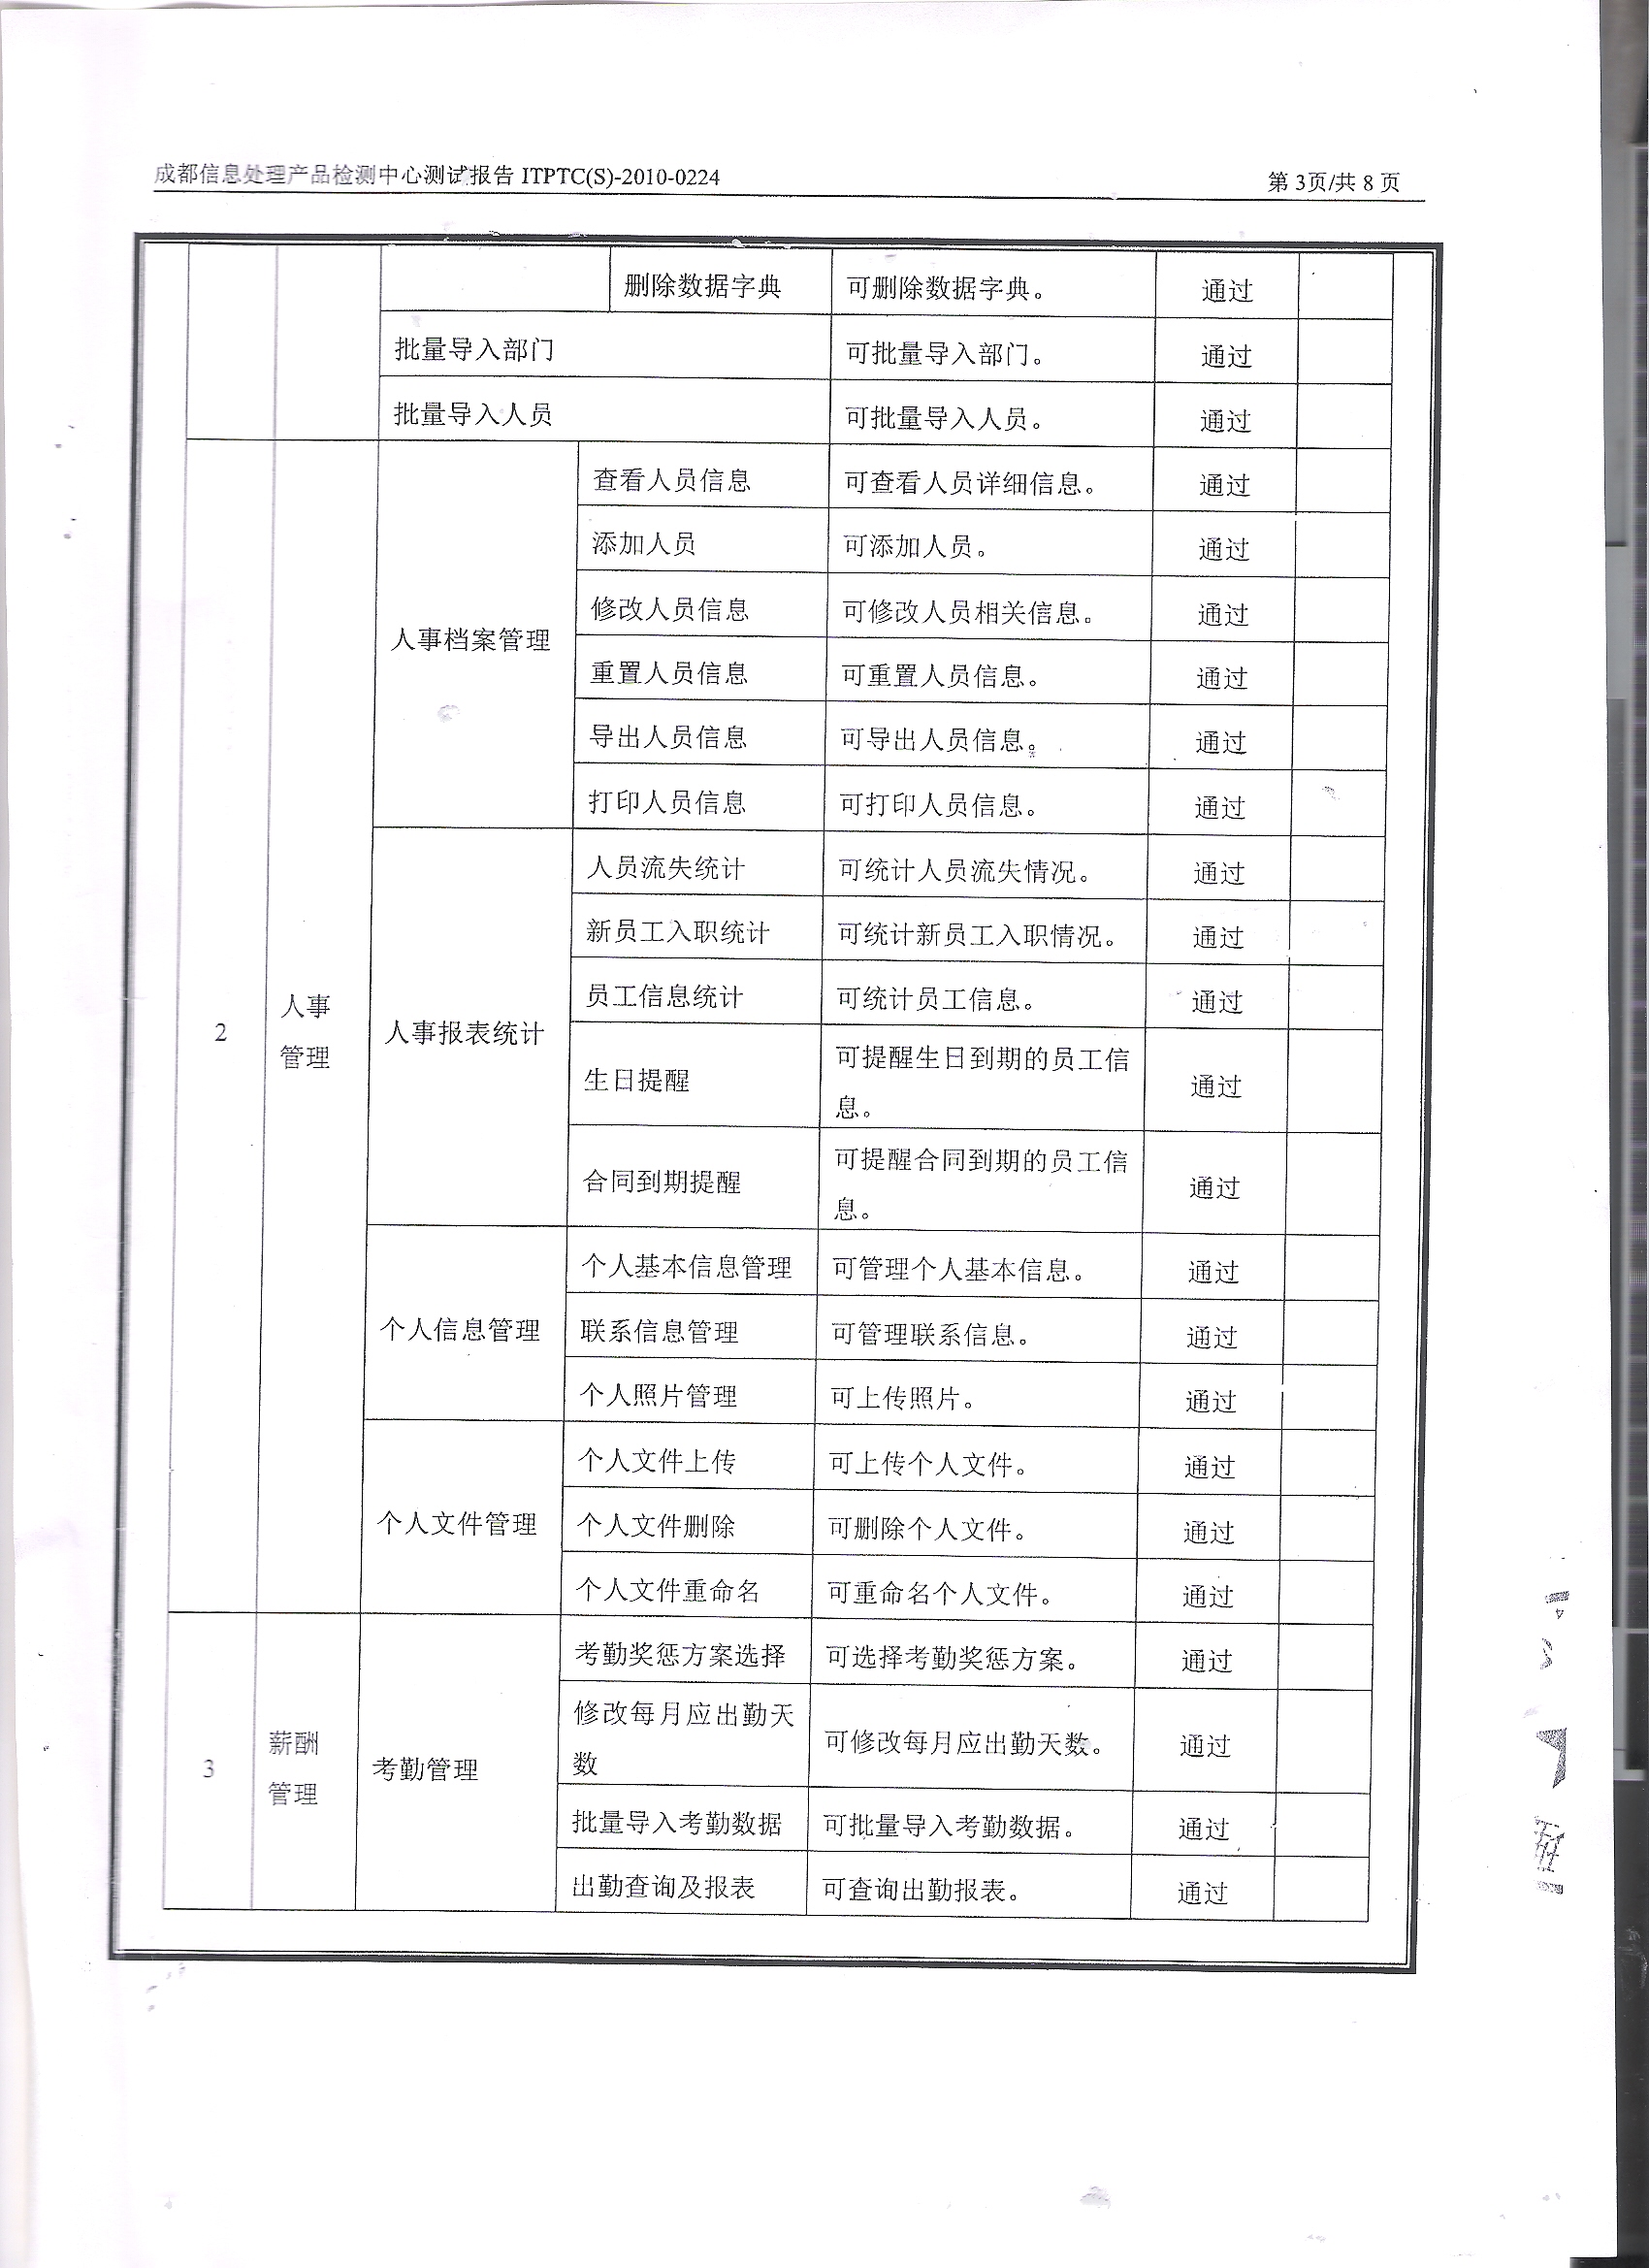 成都信息处理产品检测中心测试报告 ITPTC(S)-2010-0224 第 3页/共 8 页
删除数据字典 可删除数据字典。 通过
批量导入部门 可批量导入部门。 通过
批量导入人员 可批量导入人员。 通过
2 人事管理 人事档案管理 查看人员信息 可查看人员详细信息。 通过
添加人员 可添加人员。 通过
修改人员信息 可修改人员相关信息。 通过
重置人员信息 可重置人员信息。 通过
导出人员信息 可导出人员信息。 通过
打印人员信息 可打印人员信息。 通过
人事报表统计 人员流失统计 可统计人员流失情况。 通过
新员工入职统计 可统计新员工入职情况。 通过
员工信息统计 可统计员工信息。 通过
生日提醒 可提醒生日到期的员工信息。 通过
合同到期提醒 可提醒合同到期的员工信息。 通过
个人信息管理 个人基本信息管理 可管理个人基本信息。 通过
联系信息管理 可管理联系信息。 通过
个人照片管理 可上传照片。 通过
个人文件管理 个人文件上传 可上传个人文件。 通过
个人文件删除 可删除个人文件。 通过
个人文件重命名 可重命名个人文件。 通过
3 薪酬管理 考勤管理 考勤奖惩方案选择 可选择考勤奖惩方案。 通过
修改每月应出勤天数 可修改每月应出勤天数。 通过
批量导入考勤数据 可批量导入考勤数据。 通过
出勤查询及报表 可查询出勤报表。 通过